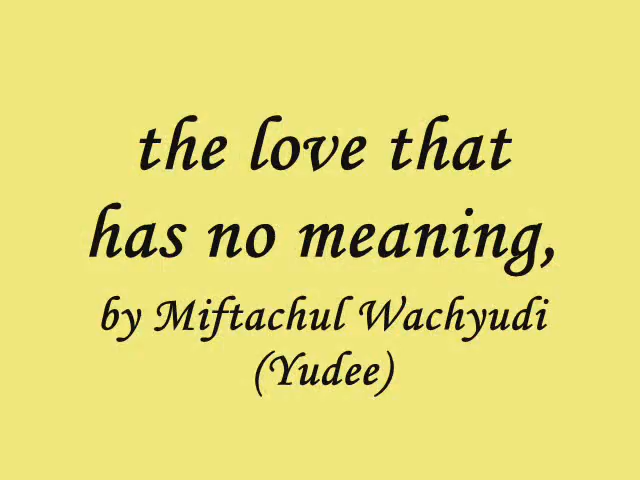 the love that
has no meaning,
by Miftachul Wachyudi
(Yudee)